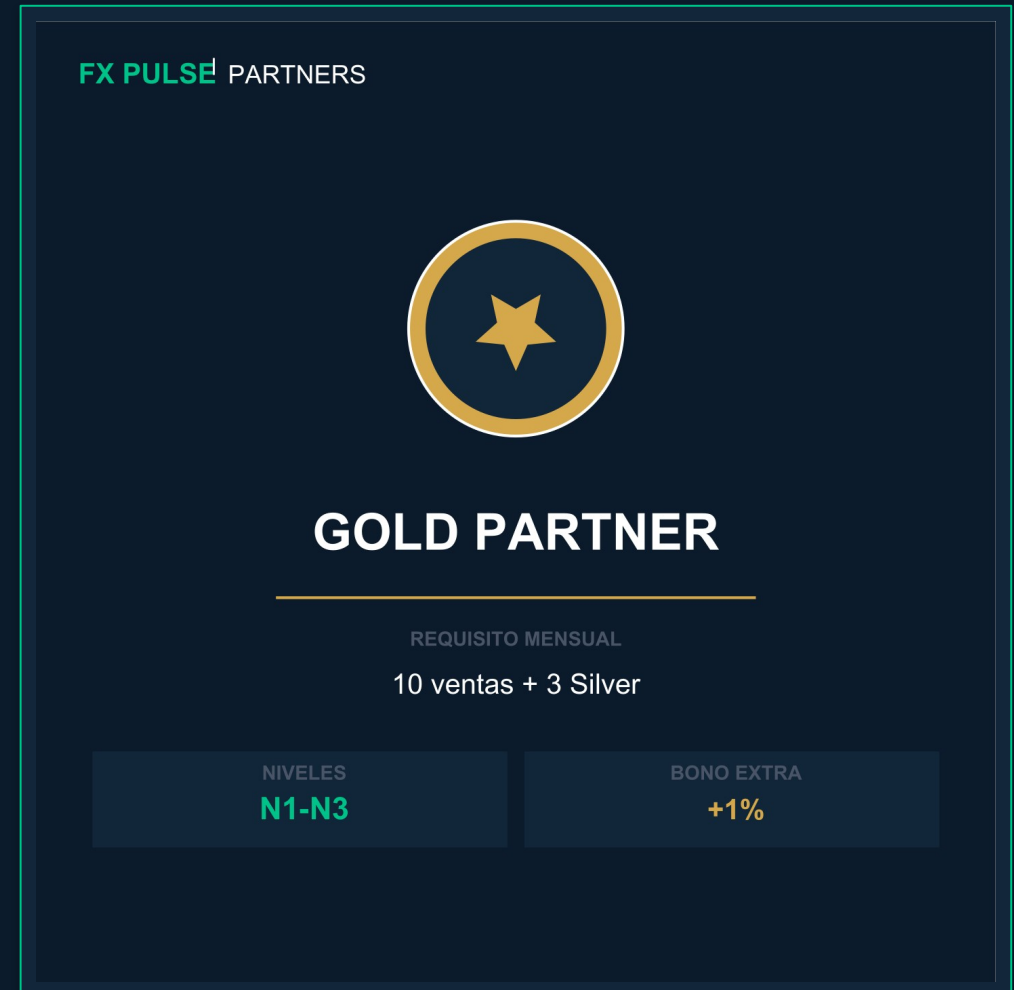 FX PULSE PARTNERS
GOLD PARTNER
REQUISITO MENSUAL
10 ventas + 3 Silver
NIVELES
N1-N3
BONO EXTRA
+1%